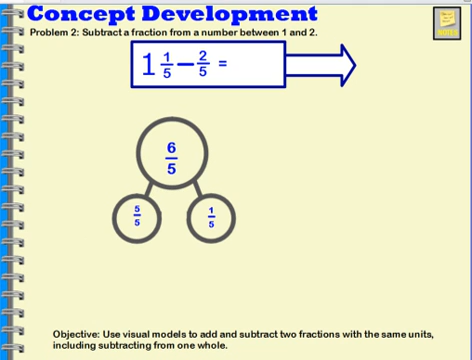 Concept Development
NOTES
Problem 2: Subtract a fraction from a number between 1 and 2.
1 1/5 − 2/5 =
6/5
5/5
1/5
Objective: Use visual models to add and subtract two fractions with the same units,
including subtracting from one whole.